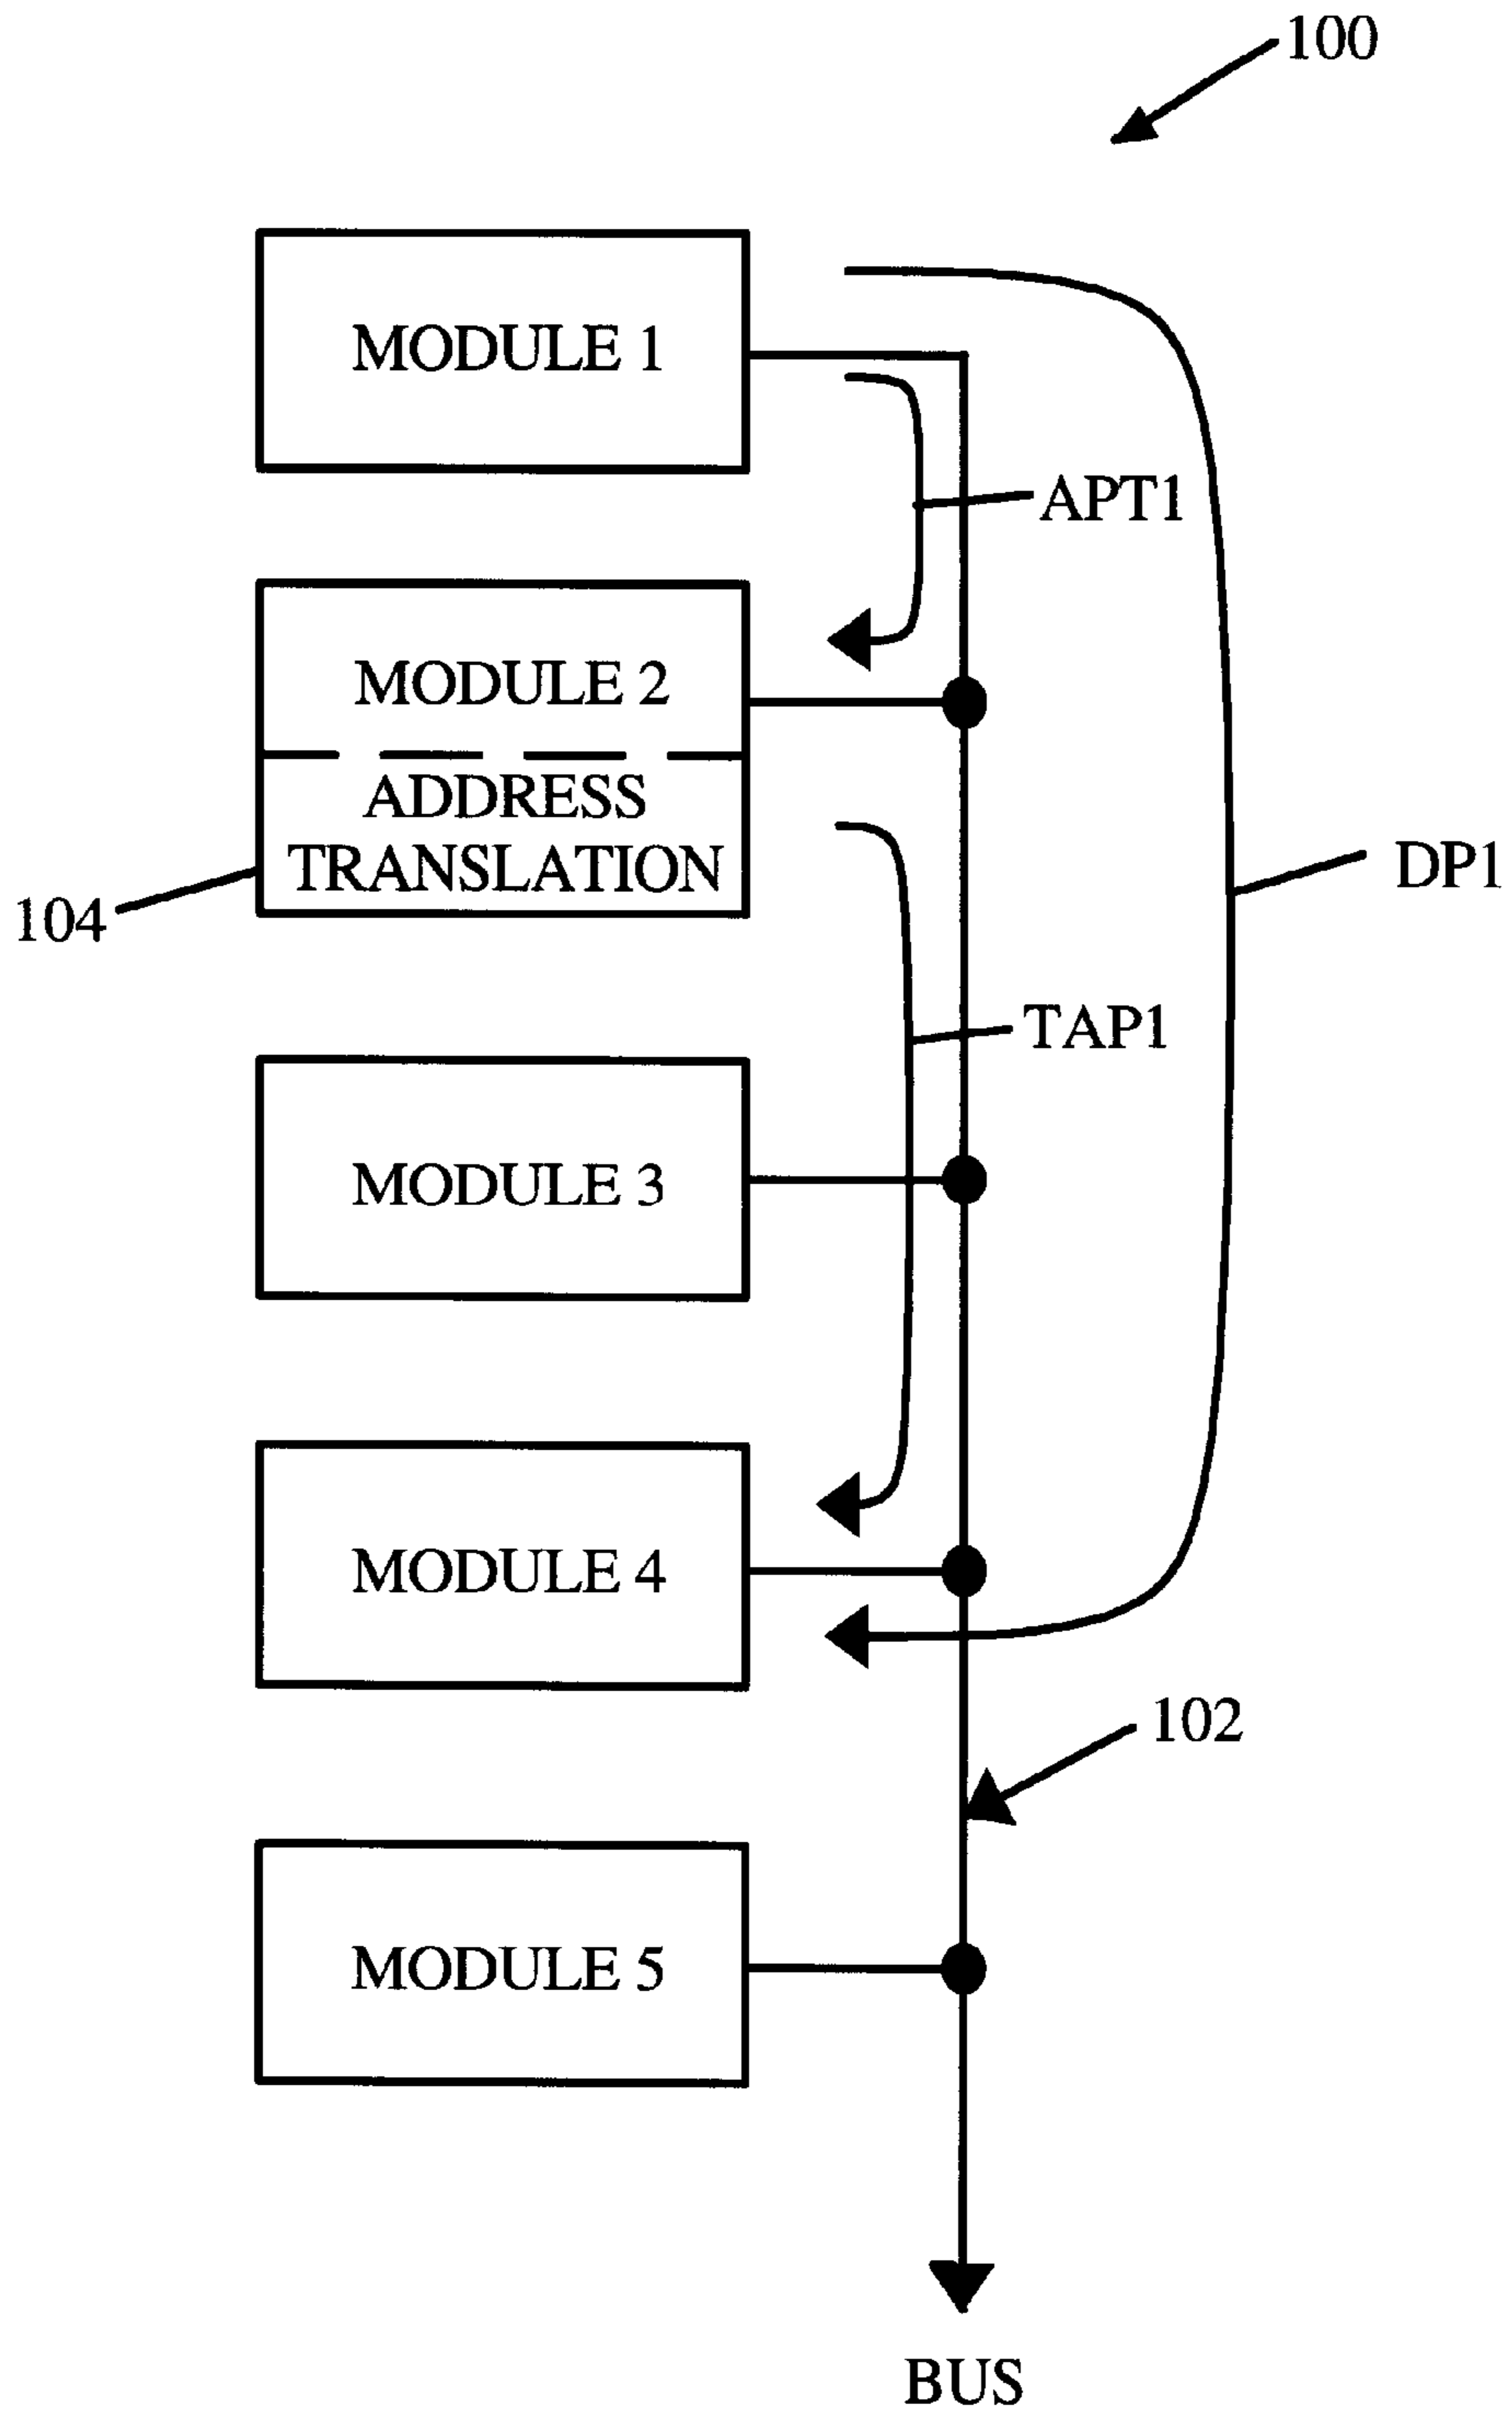 100
MODULE 1
APT1
MODULE 2
ADDRESS
TRANSLATION
DP1
104
TAP1
MODULE 3
MODULE 4
102
MODULE 5
BUS